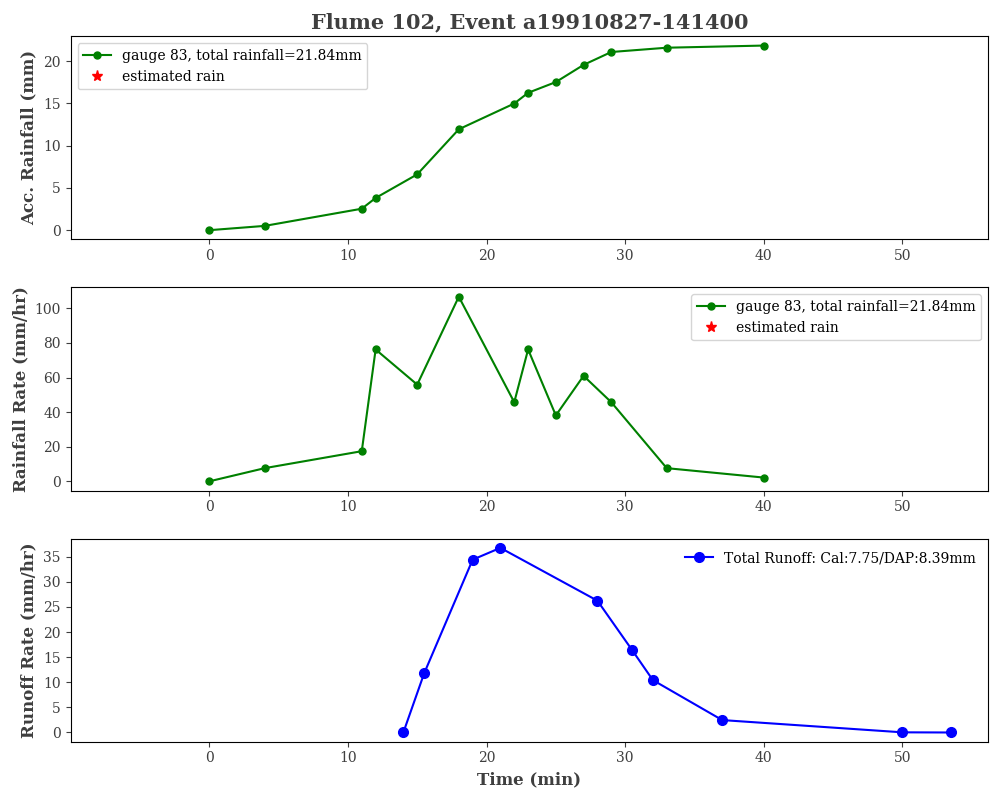 Flume 102, Event a19910827-141400
Acc. Rainfall (mm)
20
15
10
5
0
gauge 83, total rainfall=21.84mm
estimated rain
0 10 20 30 40 50
Rainfall Rate (mm/hr)
100
80
60
40
20
0
gauge 83, total rainfall=21.84mm
estimated rain
0 10 20 30 40 50
Runoff Rate (mm/hr)
35
30
25
20
15
10
5
0
Total Runoff: Cal:7.75/DAP:8.39mm
0 10 20 30 40 50
Time (min)